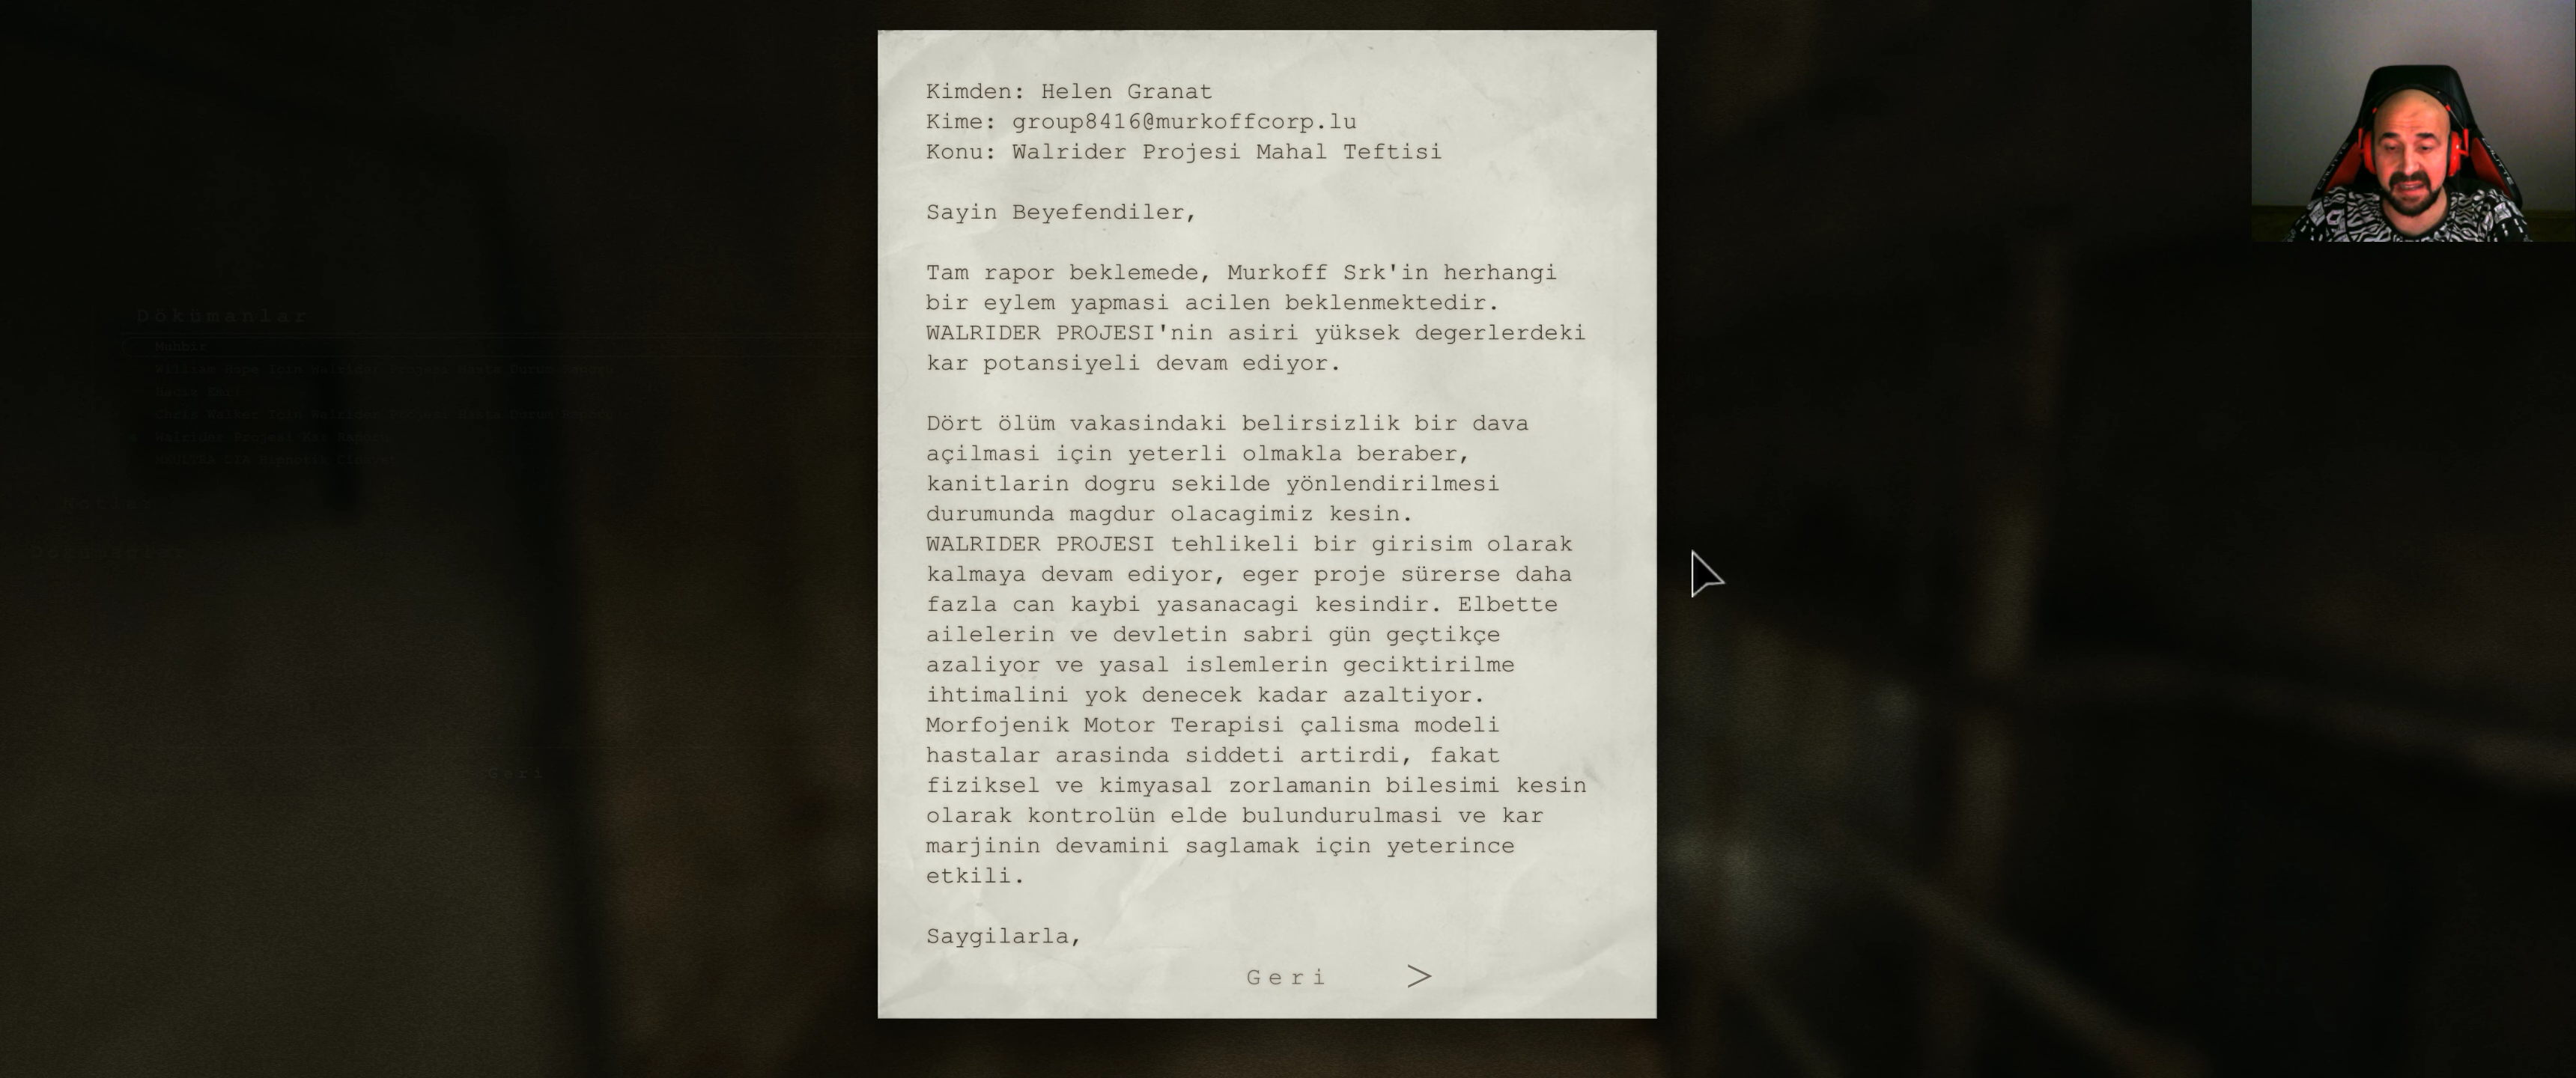 Kimden: Helen Granat
Kime: group8416@murkoffcorp.lu
Konu: Walrider Projesi Mahal Teftisi
Sayin Beyefendiler,
Tam rapor beklemede, Murkoff Srk'in herhangi
bir eylem yapmasi acilen beklenmektedir.
WALRIDER PROJESI'nin asiri yüksek degerlerdeki
kar potansiyeli devam ediyor.
Dört ölüm vakasindaki belirsizlik bir dava
açilmasi için yeterli olmakla beraber,
kanitlarin dogru sekilde yönlendirilmesi
durumunda magdur olacagimiz kesin.
WALRIDER PROJESI tehlikeli bir girisim olarak
kalmaya devam ediyor, eger proje sürerse daha
fazla can kaybi yasanacagi kesindir. Elbette
ailelerin ve devletin sabri gün geçtikçe
azaliyor ve yasal islemlerin geciktirilme
ihtimalini yok denecek kadar azaltiyor.
Morfojenik Motor Terapisi çalisma modeli
hastalar arasinda siddeti artirdi, fakat
fiziksel ve kimyasal zorlamanin bilesimi kesin
olarak kontrolün elde bulundurulmasi ve kar
marjinin devamini saglamak için yeterince
etkili.
Saygilarla,
Geri >
Dökümanlar
Muhbir
Notlar
Dökümanlar
Geri